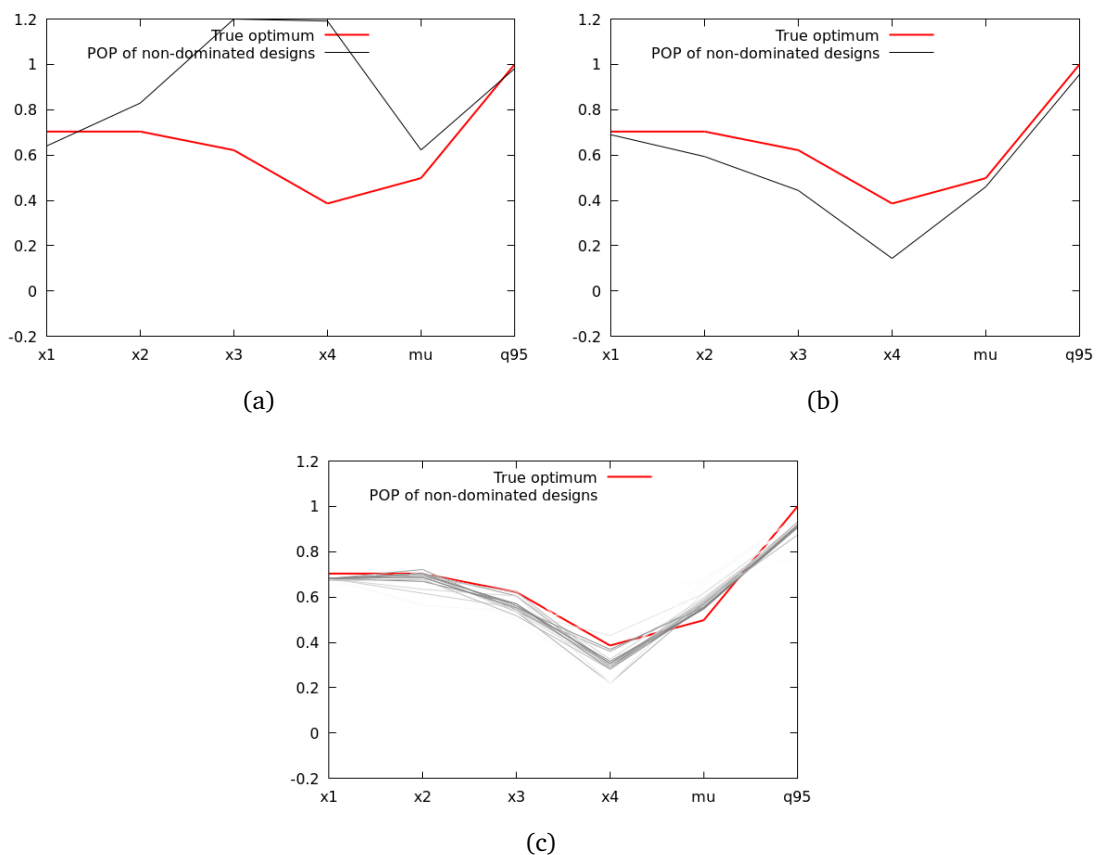 1.2
True optimum
POP of non-dominated designs
1
0.8
0.6
0.4
0.2
0
-0.2
x1 x2 x3 x4 mu q95
(a)
1.2
True optimum
POP of non-dominated designs
1
0.8
0.6
0.4
0.2
0
-0.2
x1 x2 x3 x4 mu q95
(b)
1.2
True optimum
POP of non-dominated designs
1
0.8
0.6
0.4
0.2
0
-0.2
x1 x2 x3 x4 mu q95
(c)